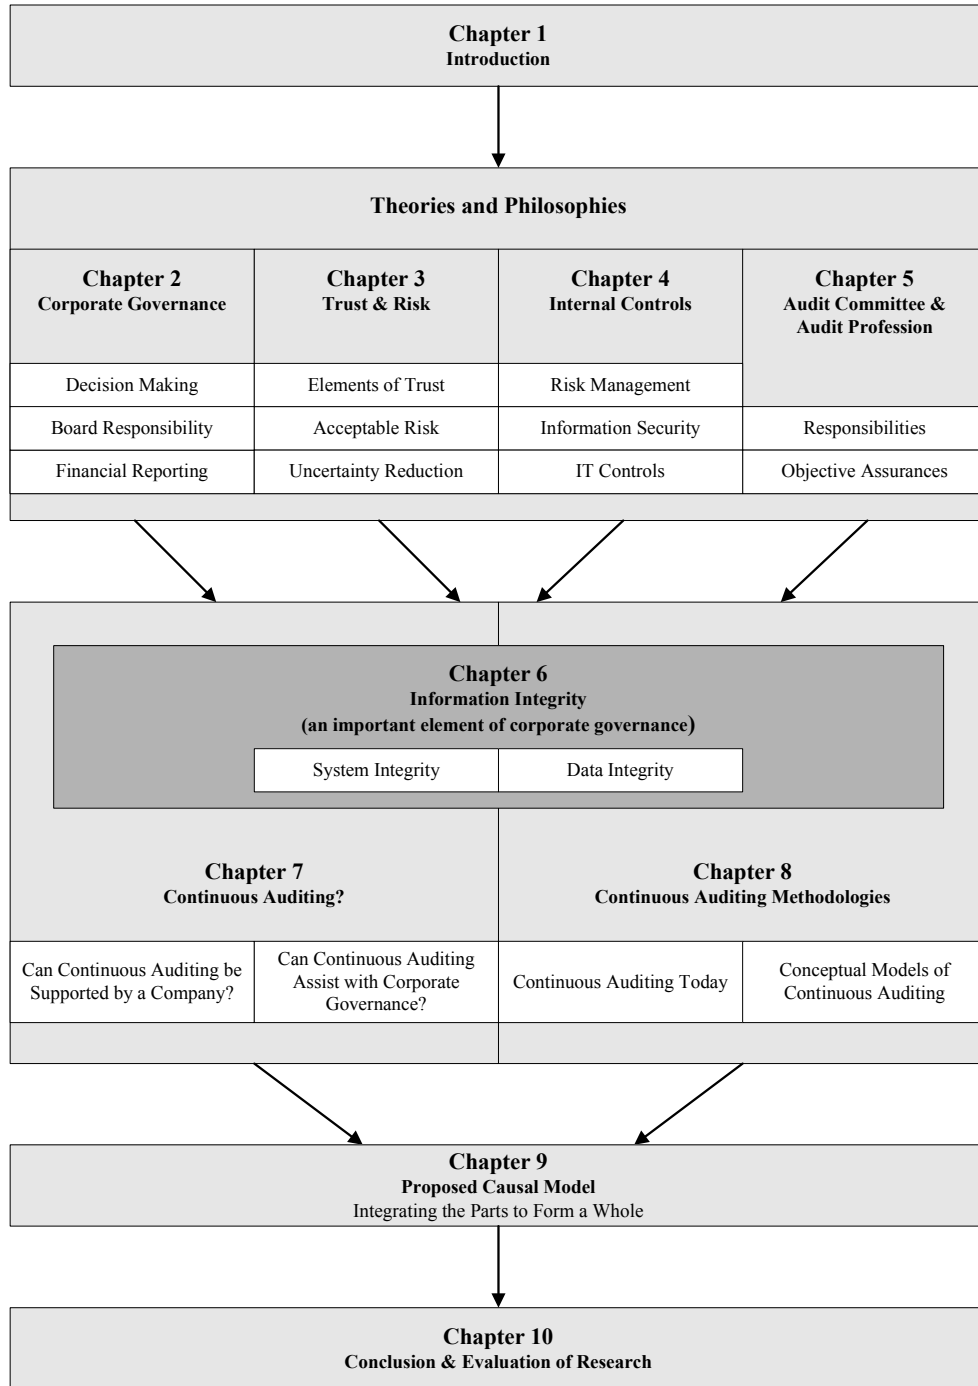 Chapter 1
Introduction
Theories and Philosophies
Chapter 2
Corporate Governance
Decision Making
Board Responsibility
Financial Reporting
Chapter 3
Trust & Risk
Elements of Trust
Acceptable Risk
Uncertainty Reduction
Chapter 4
Internal Controls
Risk Management
Information Security
IT Controls
Chapter 5
Audit Committee &
Audit Profession
Responsibilities
Objective Assurances
Chapter 6
Information Integrity
(an important element of corporate governance)
System Integrity
Data Integrity
Chapter 7
Continuous Auditing?
Can Continuous Auditing be
Supported by a Company?
Can Continuous Auditing
Assist with Corporate
Governance?
Chapter 8
Continuous Auditing Methodologies
Continuous Auditing Today
Conceptual Models of
Continuous Auditing
Chapter 9
Proposed Causal Model
Integrating the Parts to Form a Whole
Chapter 10
Conclusion & Evaluation of Research